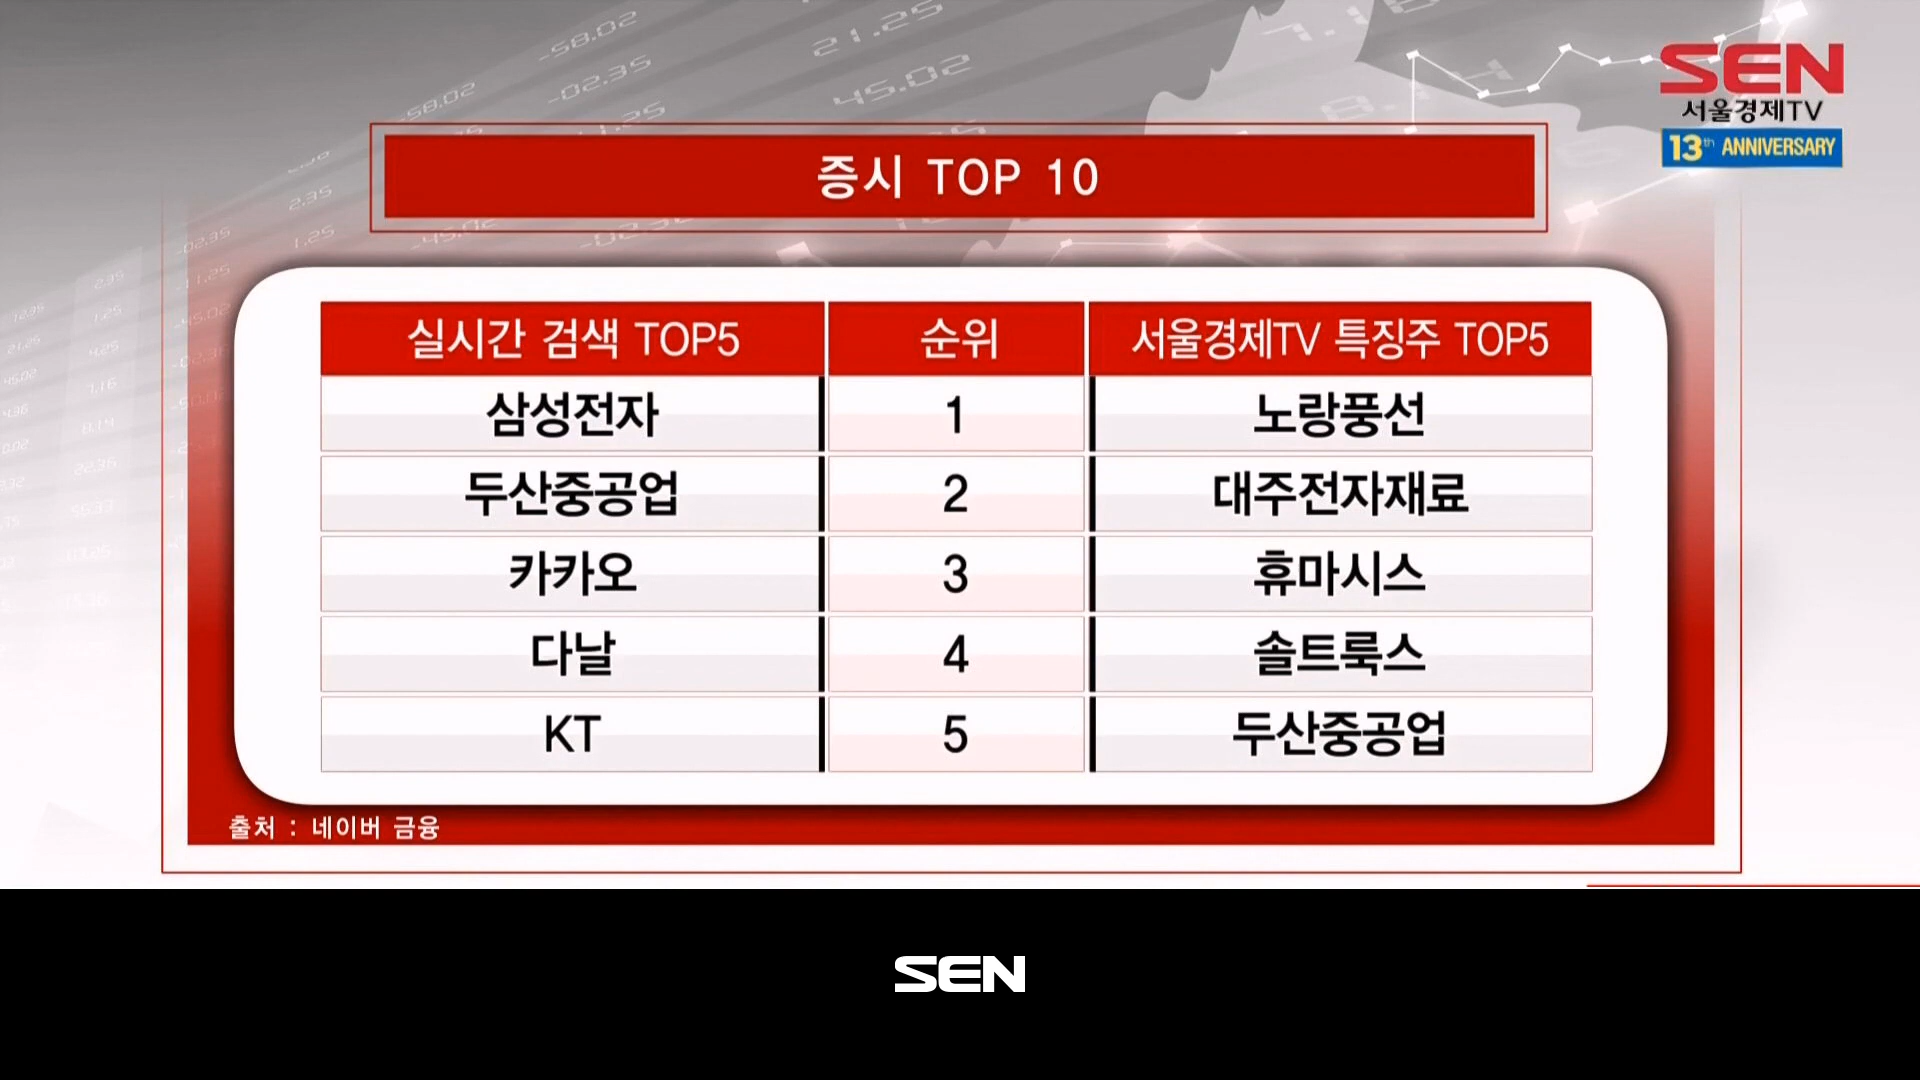 SEN
서울경제TV
13th ANNIVERSARY
증시 TOP 10
실시간 검색 TOP5 순위 서울경제TV 특징주 TOP5
삼성전자 1 노랑풍선
두산중공업 2 대주전자재료
카카오 3 휴마시스
다날 4 솔트룩스
KT 5 두산중공업
출처 : 네이버 금융
SEN